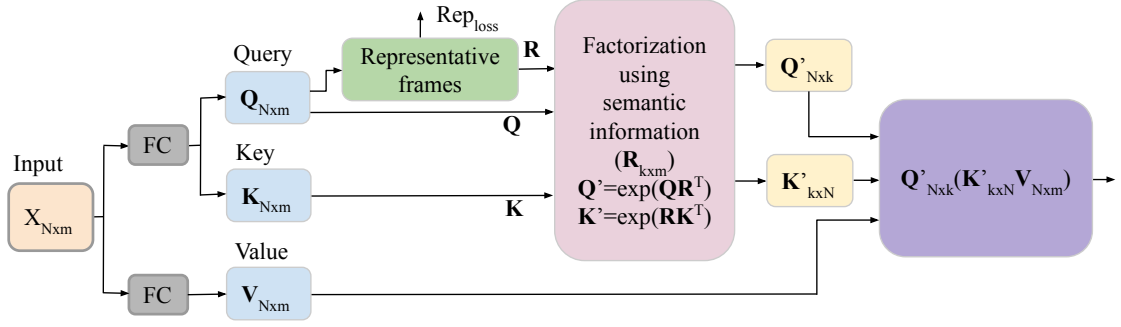 Input
X_Nxm
FC
FC
Query
Q_Nxm
Key
K_Nxm
Value
V_Nxm
Rep_loss
Representative
frames
R
Q
K
Factorization
using
semantic
information
(R_kxm)
Q'=exp(QR^T)
K'=exp(RK^T)
Q'_Nxk
K'_kxN
Q'_Nxk(K'_kxN V_Nxm)